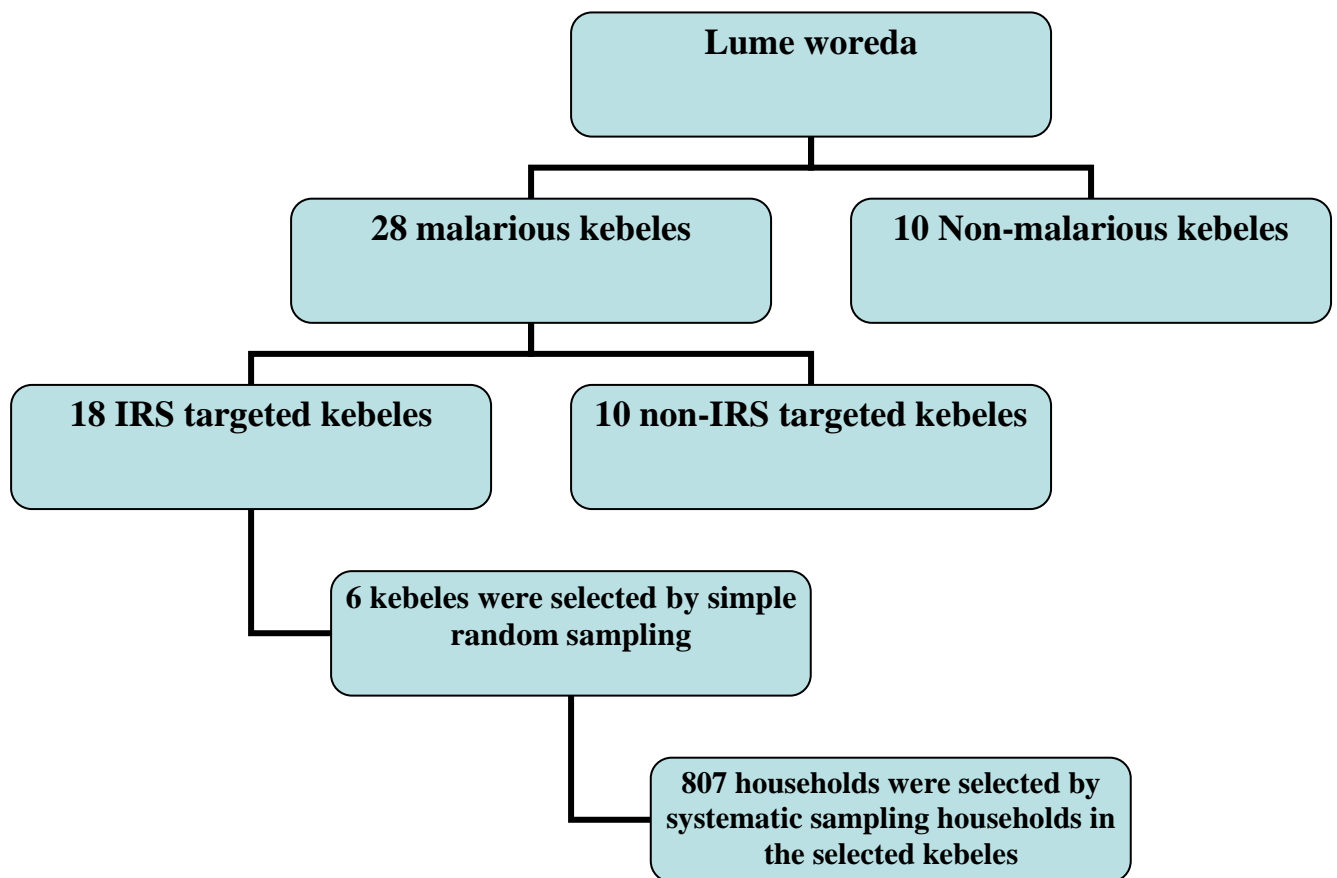 Lume woreda
28 malarious kebeles
10 Non-malarious kebeles
18 IRS targeted kebeles
10 non-IRS targeted kebeles
6 kebeles were selected by simple
random sampling
807 households were selected by
systematic sampling households in
the selected kebeles